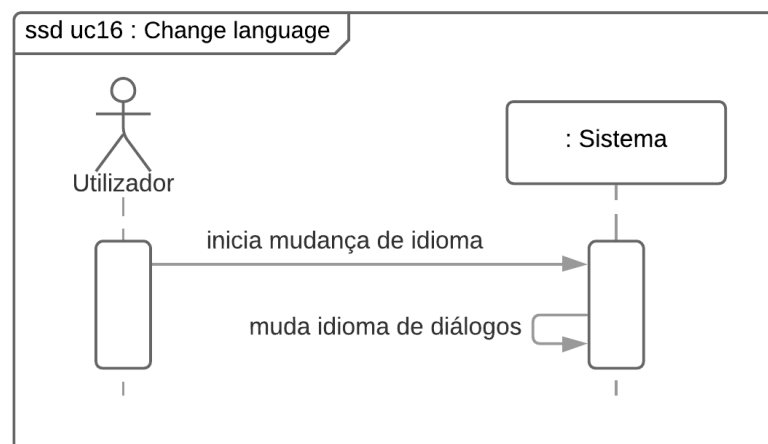 ssd uc16 : Change language
: Sistema
Utilizador
inicia mudança de idioma
muda idioma de diálogos